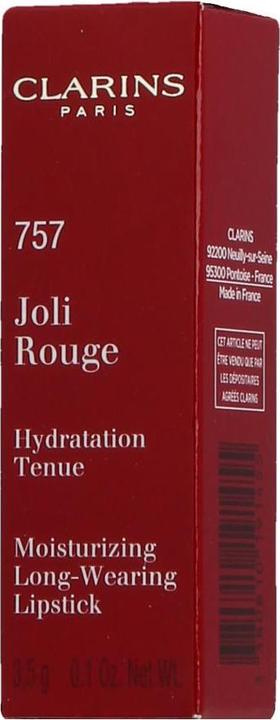 CLARINS
PARIS
757
Joli
Rouge
Hydratation
Tenue
Moisturizing
Long-Wearing
Lipstick
3.5 g 0.1 Oz. Net Wt.
CLARINS
92200 Neuilly-sur-Seine
95300 Pontoise - France
Made in France
CET ARTICLE NE PEUT
ÊTRE VENDU QUE PAR
LES DÉPOSITAIRES
AGRÉÉS CLARINS